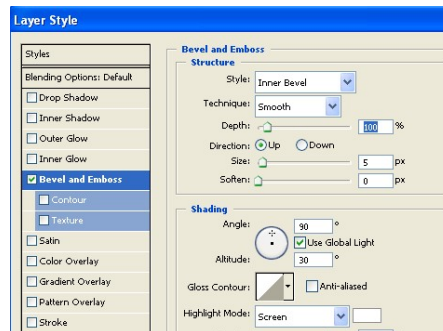 Layer Style
Styles
Blending Options: Default
Drop Shadow
Inner Shadow
Outer Glow
Inner Glow
Bevel and Emboss
Contour
Texture
Satin
Color Overlay
Gradient Overlay
Pattern Overlay
Stroke
Bevel and Emboss
Structure
Style: Inner Bevel
Technique: Smooth
Depth: 100 %
Direction: Up Down
Size: 5 px
Soften: 0 px
Shading
Angle: 90 °
Use Global Light
Altitude: 30 °
Gloss Contour: Anti-aliased
Highlight Mode: Screen